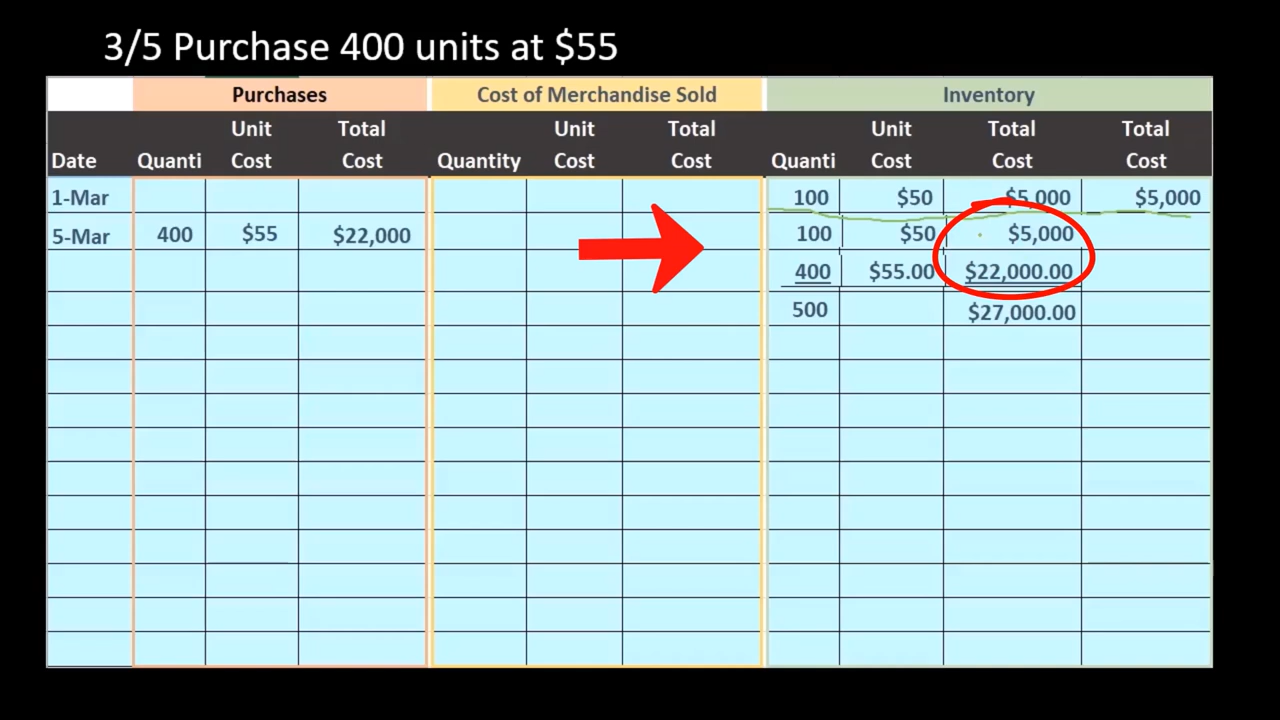 3/5 Purchase 400 units at $55
Purchases Cost of Merchandise Sold Inventory
Unit Total Unit Total Unit Total Total
Date Quanti Cost Cost Quantity Cost Cost Quanti Cost Cost Cost
1-Mar 100 $50 $5,000 $5,000
5-Mar 400 $55 $22,000 100 $50 $5,000
400 $55.00 $22,000.00
500 $27,000.00